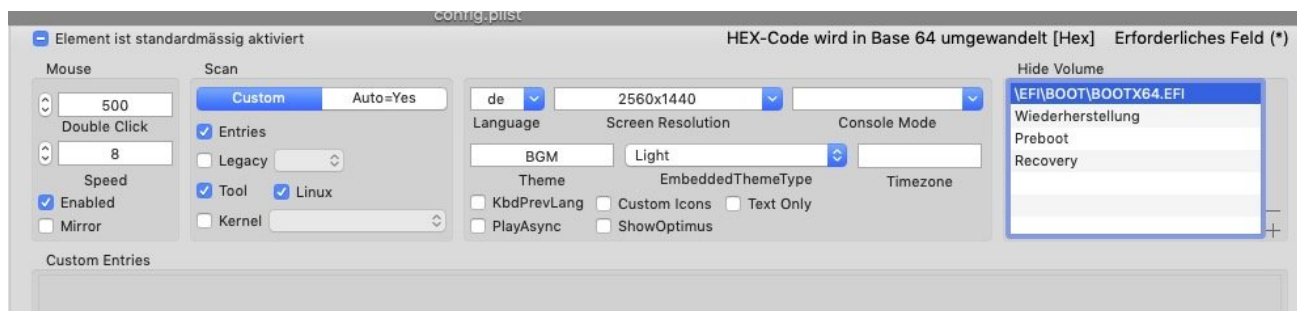 config.plist
Element ist standardmässig aktiviert
HEX-Code wird in Base 64 umgewandelt [Hex] Erforderliches Feld (*)
Mouse
500
Double Click
8
Speed
Enabled
Mirror
Scan
Custom Auto=Yes
Entries
Legacy
Tool Linux
Kernel
de 2560x1440
Language Screen Resolution Console Mode
BGM Light
Theme EmbeddedThemeType Timezone
KbdPrevLang Custom Icons Text Only
PlayAsync ShowOptimus
Hide Volume
\EFI\BOOT\BOOTX64.EFI
Wiederherstellung
Preboot
Recovery
Custom Entries